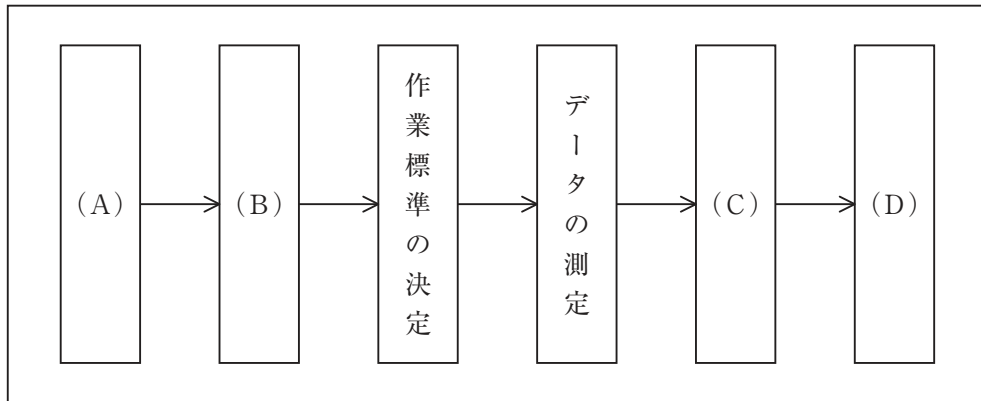 （A）
（B）
作業標準の決定
データの測定
（C）
（D）